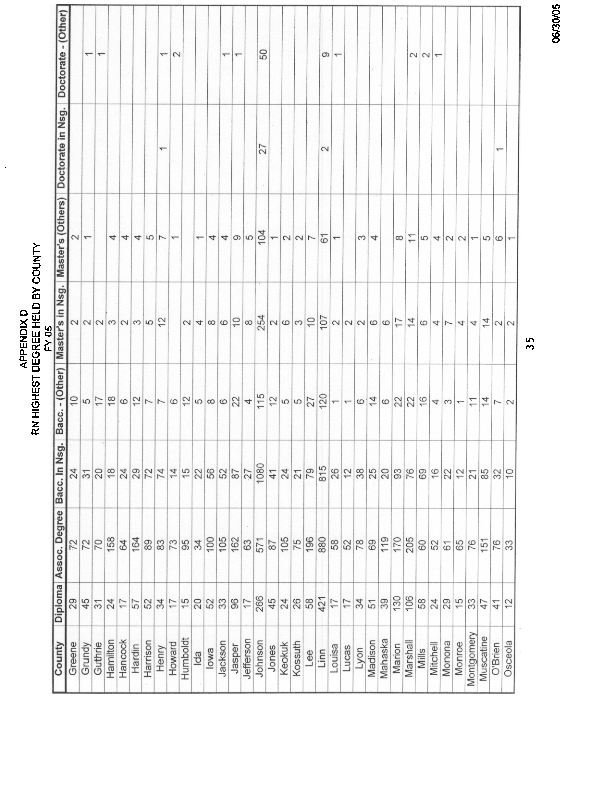 APPENDIX D
RN HIGHEST DEGREE HELD BY COUNTY
FY 05
County Diploma Assoc. Degree Bacc. In Nsg. Bacc. - (Other) Master's in Nsg. Master's (Others) Doctorate in Nsg. Doctorate - (Other)
Greene 29 72 24 10 2 2
Grundy 45 72 31 5 2 1 1
Guthrie 31 70 20 17 2 1
Hamilton 24 158 18 18 3 4
Hancock 17 64 24 6 2 4
Hardin 57 164 29 12 3 4
Harrison 52 89 72 7 5 5
Henry 34 83 74 7 12 7 1 1
Howard 17 73 14 6 1 2
Humboldt 15 95 15 12 2
Ida 20 34 22 5 4 1
Iowa 52 100 56 8 8 4
Jackson 33 105 52 6 6 4 1
Jasper 96 162 87 22 10 9 1
Jefferson 17 63 27 4 8 5
Johnson 266 571 1080 115 254 104 27 50
Jones 45 87 41 12 2 1
Keokuk 24 105 24 5 6 2
Kossuth 26 75 21 5 3 2
Lee 58 196 79 27 10 7
Linn 421 880 815 120 107 61 2 9
Louisa 17 58 26 1 2 1 1
Lucas 17 52 12 1 2
Lyon 34 78 38 6 2 3
Madison 51 69 25 14 6 4
Mahaska 39 119 20 6 6
Marion 130 170 93 22 17 8
Marshall 106 205 76 22 14 11 2
Mills 58 60 69 16 6 5 2
Mitchell 24 52 16 4 4 4 1
Monona 29 61 22 3 7 2
Monroe 15 65 12 1 4 2
Montgomery 33 76 21 11 4 1
Muscatine 47 151 85 14 14 5
O'Brien 41 76 32 7 2 6 1
Osceola 12 33 10 2 2 1
35
06/30/05